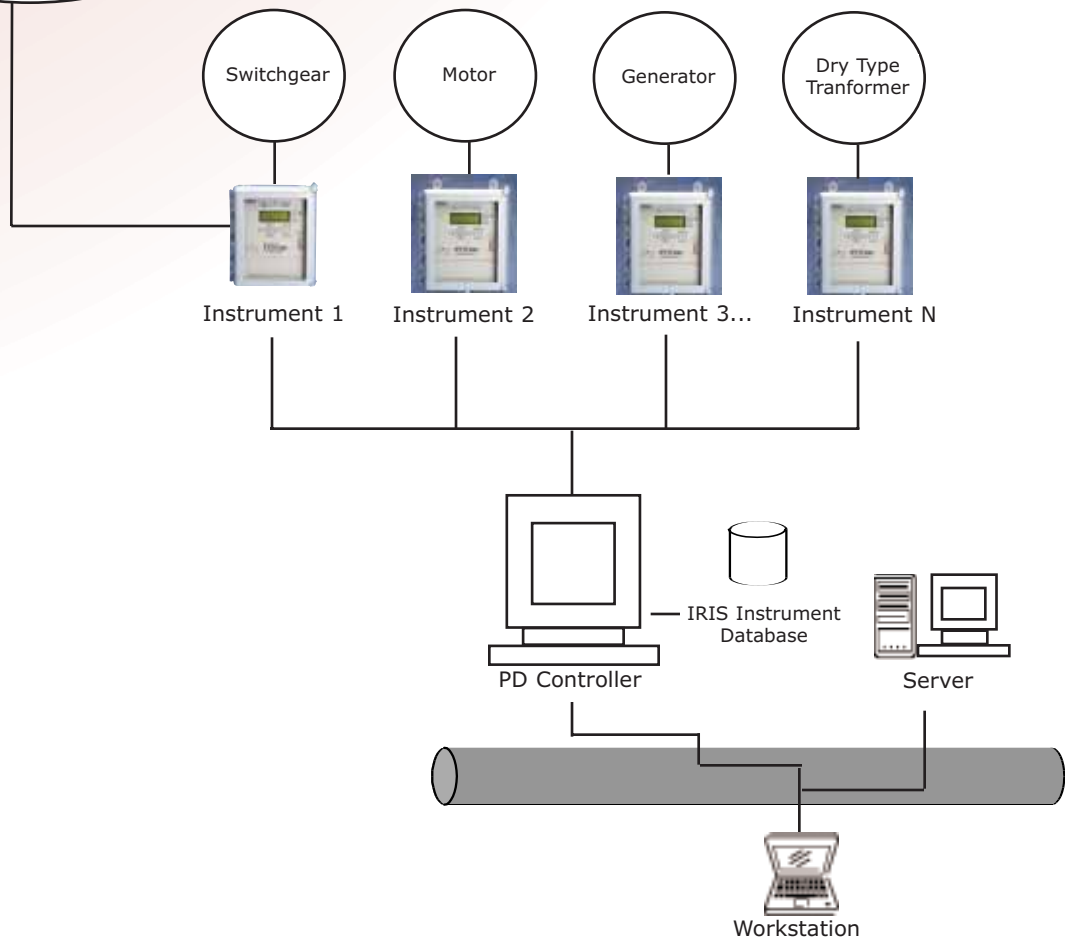 Switchgear
Motor
Generator
Dry Type
Tranformer
Instrument 1
Instrument 2
Instrument 3...
Instrument N
IRIS Instrument
Database
PD Controller
Server
Workstation